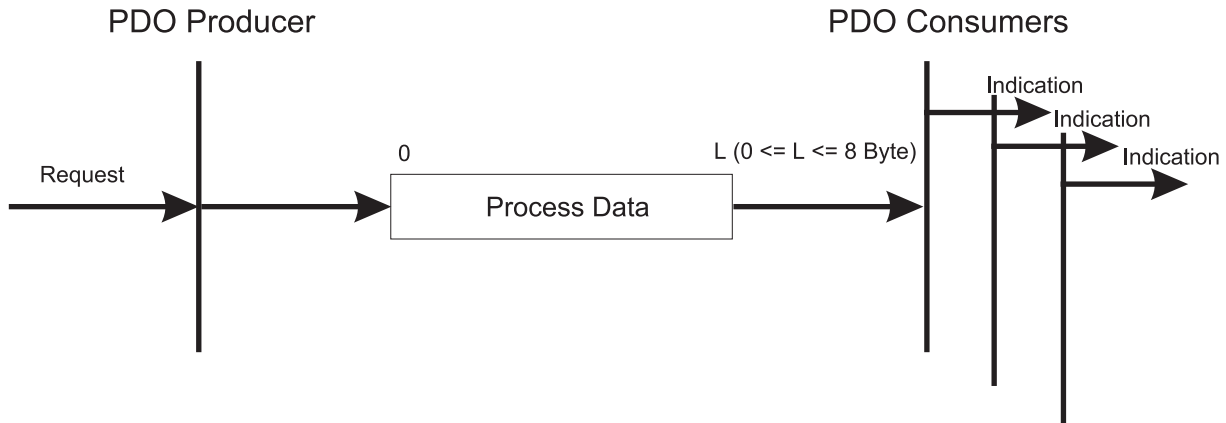 PDO Producer
PDO Consumers
Indication
Indication
Indication
Request
0
L (0 <= L <= 8 Byte)
Process Data